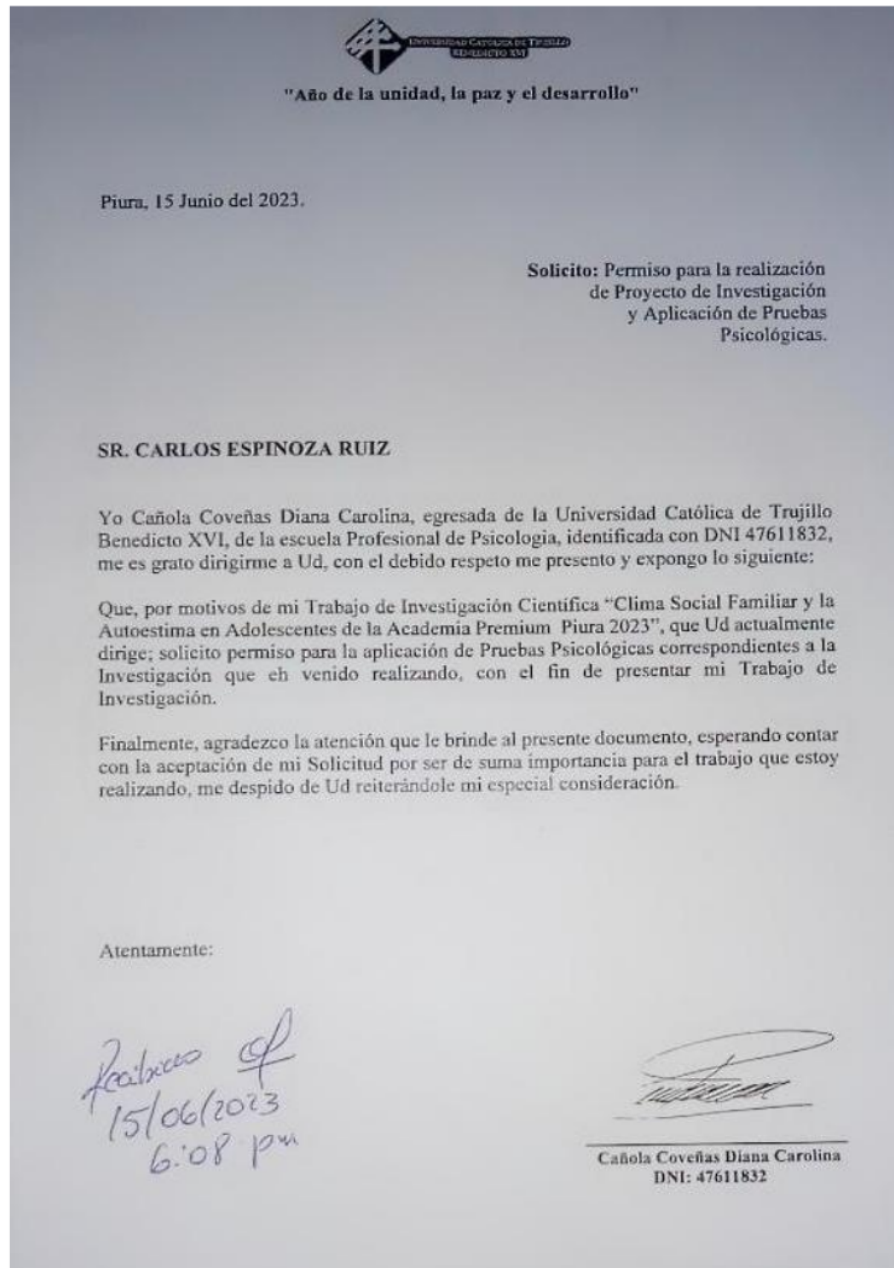 UNIVERSIDAD CATÓLICA DE TRUJILLO
BENEDICTO XVI
"Año de la unidad, la paz y el desarrollo"
Piura, 15 Junio del 2023.
Solicito: Permiso para la realización
de Proyecto de Investigación
y Aplicación de Pruebas
Psicológicas.
SR. CARLOS ESPINOZA RUIZ
Yo Cañola Coveñas Diana Carolina, egresada de la Universidad Católica de Trujillo
Benedicto XVI, de la escuela Profesional de Psicologia, identificada con DNI 47611832,
me es grato dirigirme a Ud, con el debido respeto me presento y expongo lo siguiente:
Que, por motivos de mi Trabajo de Investigación Científica “Clima Social Familiar y la
Autoestima en Adolescentes de la Academia Premium Piura 2023”, que Ud actualmente
dirige; solicito permiso para la aplicación de Pruebas Psicológicas correspondientes a la
Investigación que eh venido realizando, con el fin de presentar mi Trabajo de
Investigación.
Finalmente, agradezco la atención que le brinde al presente documento, esperando contar
con la aceptación de mi Solicitud por ser de suma importancia para el trabajo que estoy
realizando, me despido de Ud reiterándole mi especial consideración.
Atentamente:
Recibido
15/06/2023
6:08 pm
Cañola Coveñas Diana Carolina
DNI: 47611832